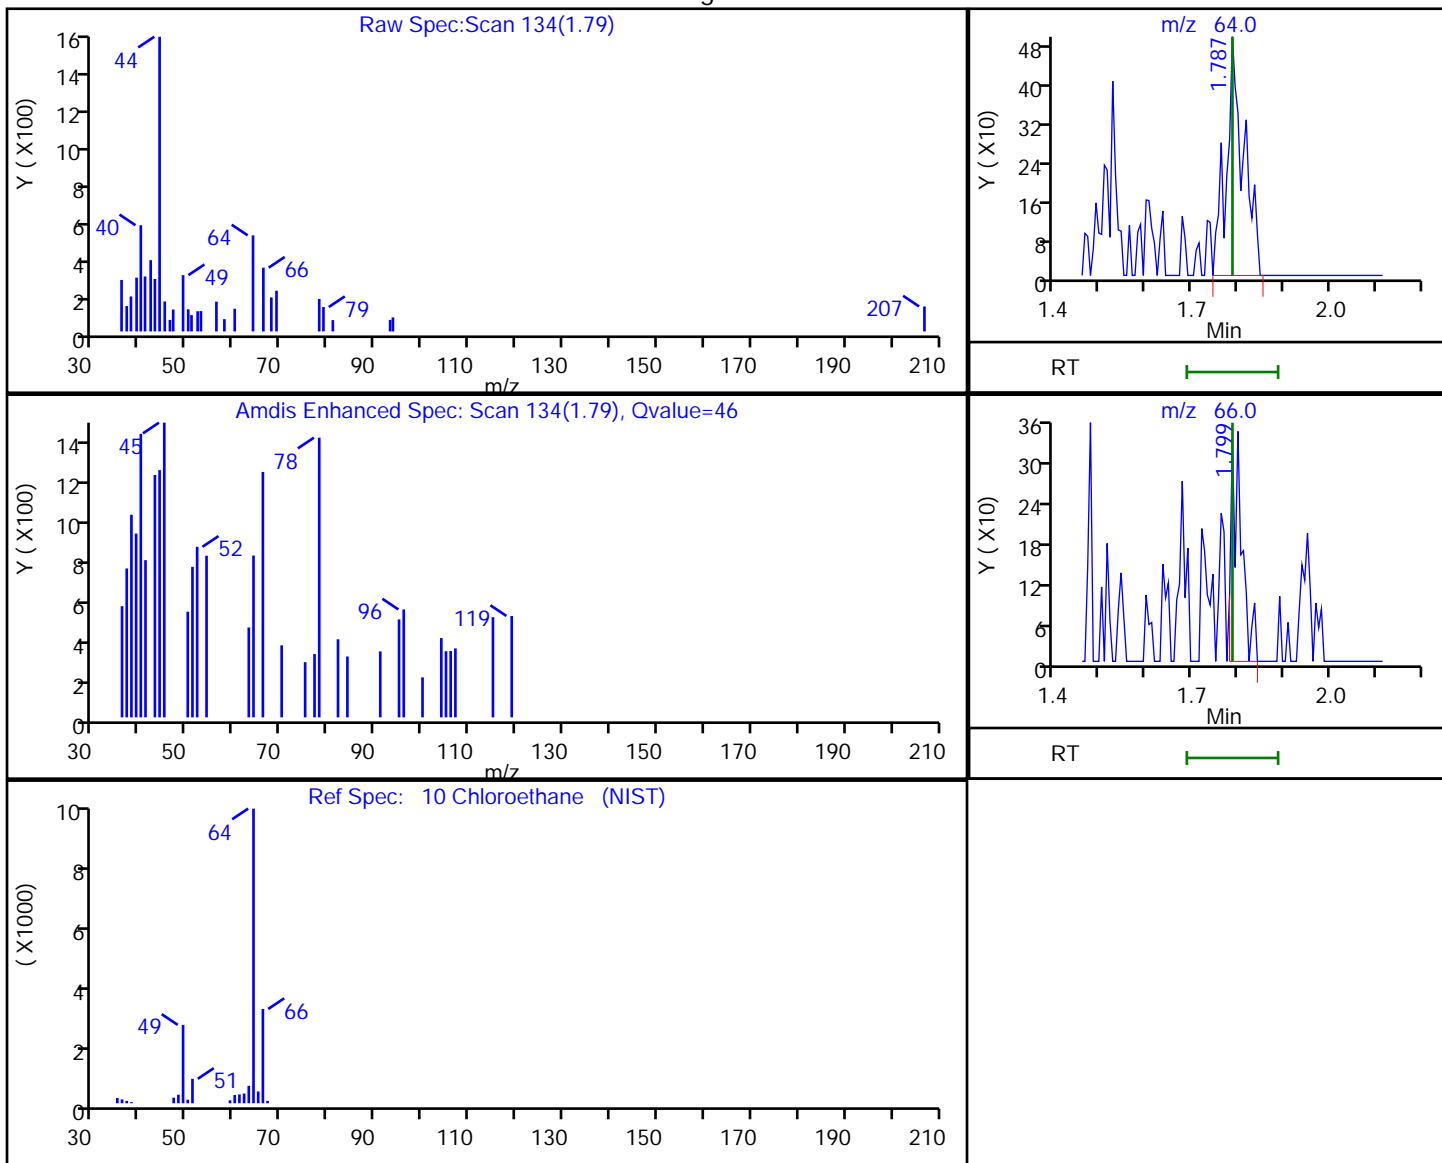 Raw Spec:Scan 134(1.79)
Y ( X100)
16
14
12
10
8
6
4
2
0
44
40
64
66
49
79
207
30 50 70 90 110 130 150 170 190 210
m/z
m/z 64.0
Y ( X10)
48
40
32
24
16
8
0
1.787
1.4 1.7 2.0
Min
RT
Amdis Enhanced Spec: Scan 134(1.79), Qvalue=46
Y ( X100)
14
12
10
8
6
4
2
0
45
78
52
96
119
30 50 70 90 110 130 150 170 190 210
m/z
m/z 66.0
Y ( X10)
36
30
24
18
12
6
0
1.799
1.4 1.7 2.0
Min
RT
Ref Spec: 10 Chloroethane (NIST)
( X1000)
10
8
6
4
2
0
64
49
66
51
30 50 70 90 110 130 150 170 190 210